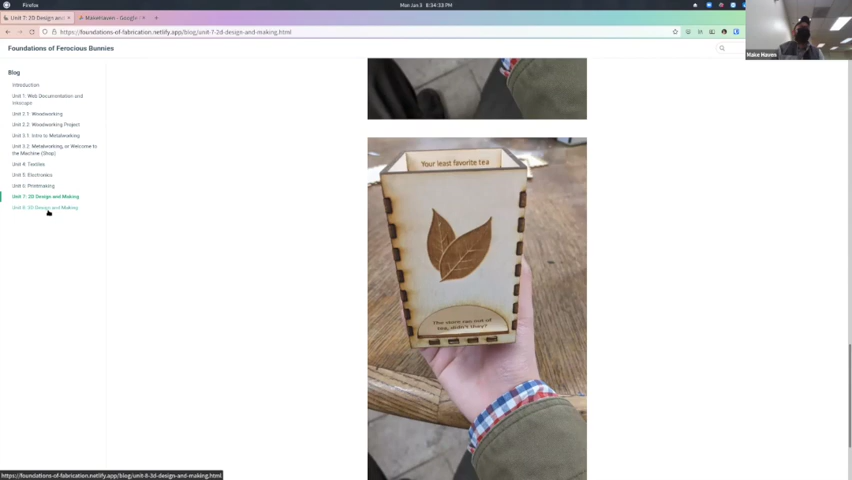 Firefox
Mon Jan 3 8:34:33 PM
Unit 7: 2D Design and
MakeHaven - Google
https://foundations-of-fabrication.netlify.app/blog/unit-7-2d-design-and-making.html
Foundations of Ferocious Bunnies
Make Haven
Blog
Introduction
Unit 1: Web Documentation and
Inkscape
Unit 2.1: Woodworking
Unit 2.2: Woodworking Project
Unit 3.1: Intro to Metalworking
Unit 3.2: Metalworking, or Welcome to
the Machine (Shop)
Unit 4: Textiles
Unit 5: Electronics
Unit 6: Printmaking
Unit 7: 2D Design and Making
Unit 8: 3D Design and Making
Your least favorite tea
The store ran out of
tea, didn't they?
https://foundations-of-fabrication.netlify.app/blog/unit-8-3d-design-and-making.html